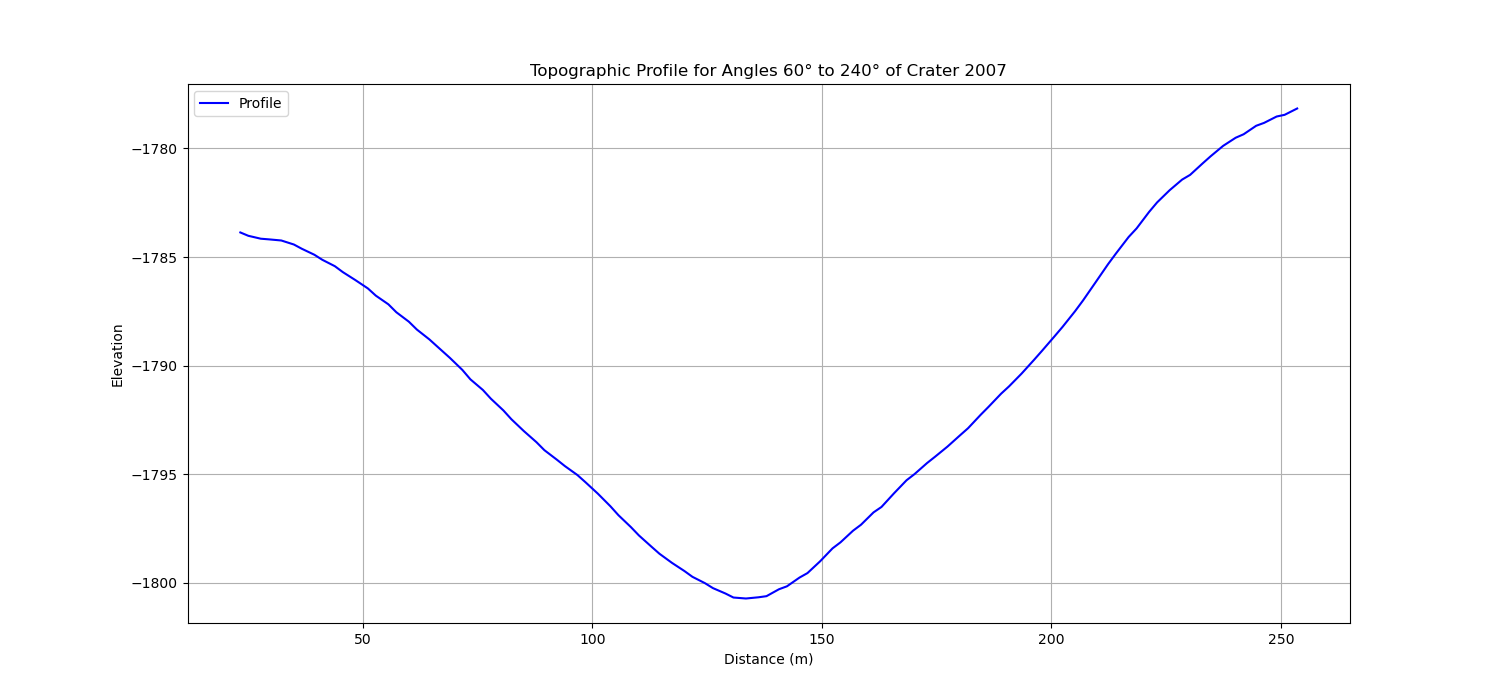 Topographic Profile for Angles 60° to 240° of Crater 2007
Profile
−1780
−1785
−1790
−1795
−1800
Elevation
50
100
150
200
250
Distance (m)